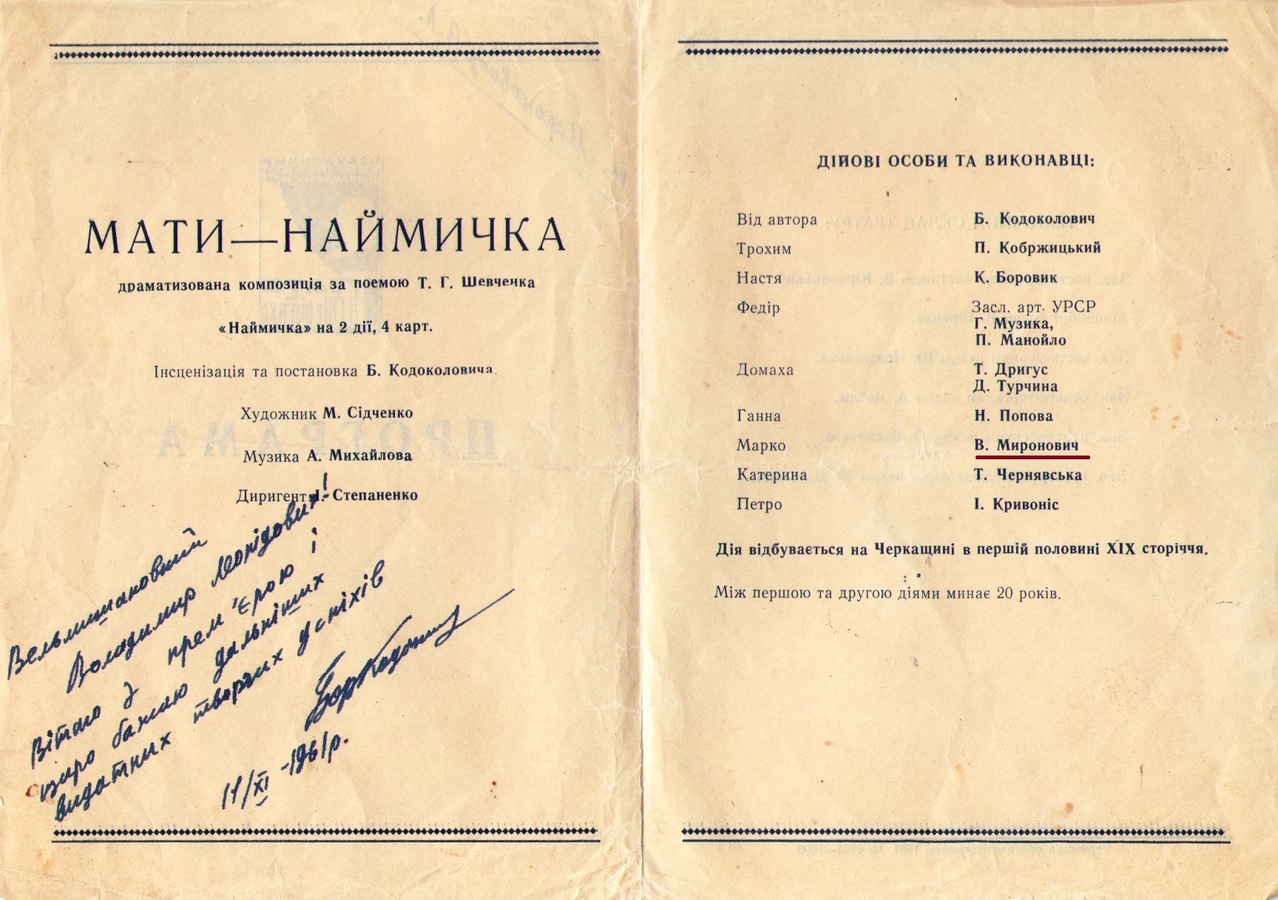 МАТИ—НАЙМИЧКА
драматизована композиція за поемою Т. Г. Шевченка
«Наймичка» на 2 дії, 4 карт.
Інсценізація та постановка Б. Кодоколовича
Художник М. Сідченко
Музика А. Михайлова
Диригент І. Степаненко
Вельмишановний
Володимир Леонідович!
Вітаю з прем'єрою!
щиро бажаю дальніших
видатних творчих успіхів
11/XI -1961р.
ДІЙОВІ ОСОБИ ТА ВИКОНАВЦІ:
Від автора Б. Кодоколович
Трохим П. Кобржицький
Настя К. Боровик
Федір Засл. арт. УРСР
Г. Музика,
П. Манойло
Домаха Т. Дригус
Д. Турчина
Ганна Н. Попова
Марко В. Миронович
Катерина Т. Чернявська
Петро І. Кривоніс
Дія відбувається на Черкащині в першій половині XIX сторіччя.
Між першою та другою діями минає 20 років.